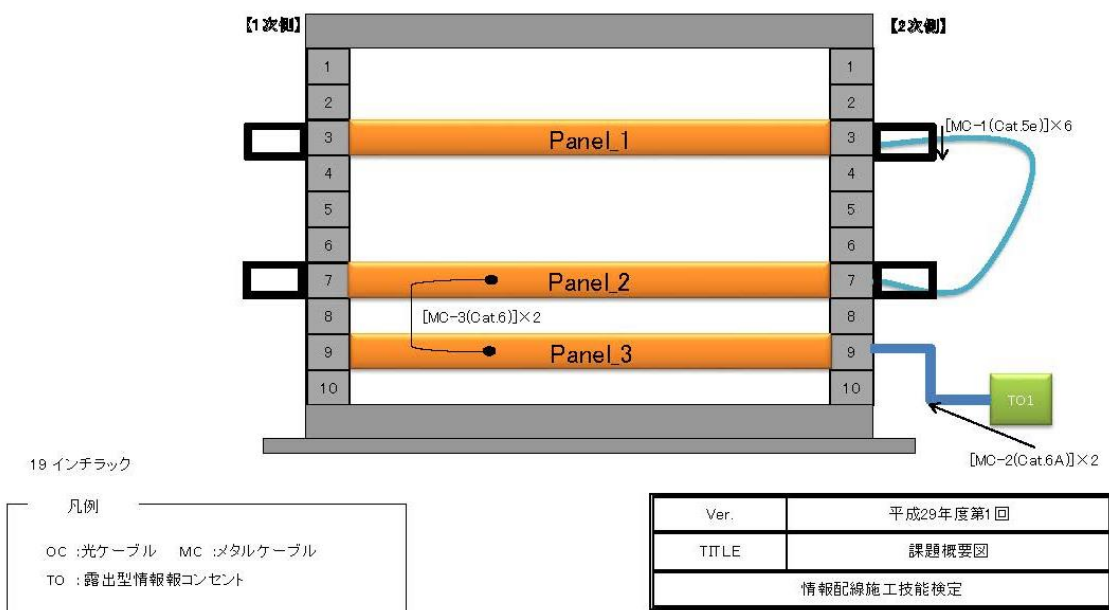 【1次側】
【2次側】
1
1
2
2
3
Panel_1
3
[MC-1(Cat.5e)]×6
4
4
5
5
6
6
7
Panel_2
7
8
[MC-3(Cat.6)]×2
8
9
Panel_3
9
10
10
TO1
[MC-2(Cat.6A)]×2
19インチラック
凡例
OC :光ケーブル MC :メタルケーブル
TO :露出型情報報コンセント
Ver. 平成29年度第1回
TITLE 課題概要図
情報配線施工技能検定